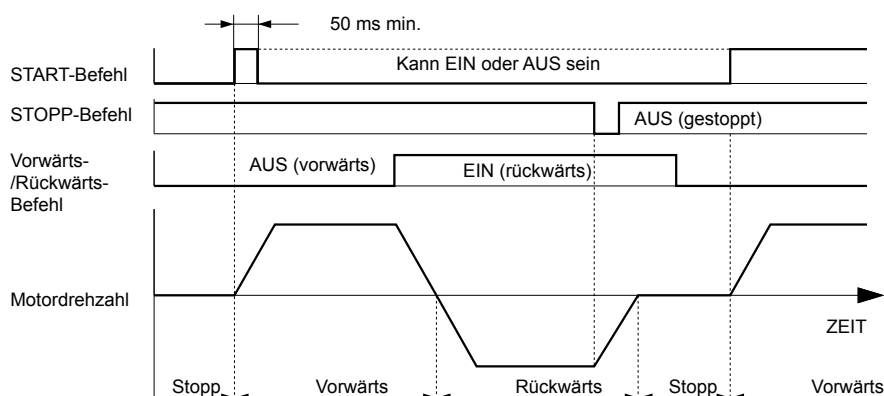 50 ms min.
START-Befehl
Kann EIN oder AUS sein
STOPP-Befehl
AUS (gestoppt)
Vorwärts-
/Rückwärts-
Befehl
AUS (vorwärts)
EIN (rückwärts)
Motordrehzahl
ZEIT
Stopp
Vorwärts
Rückwärts
Stopp
Vorwärts